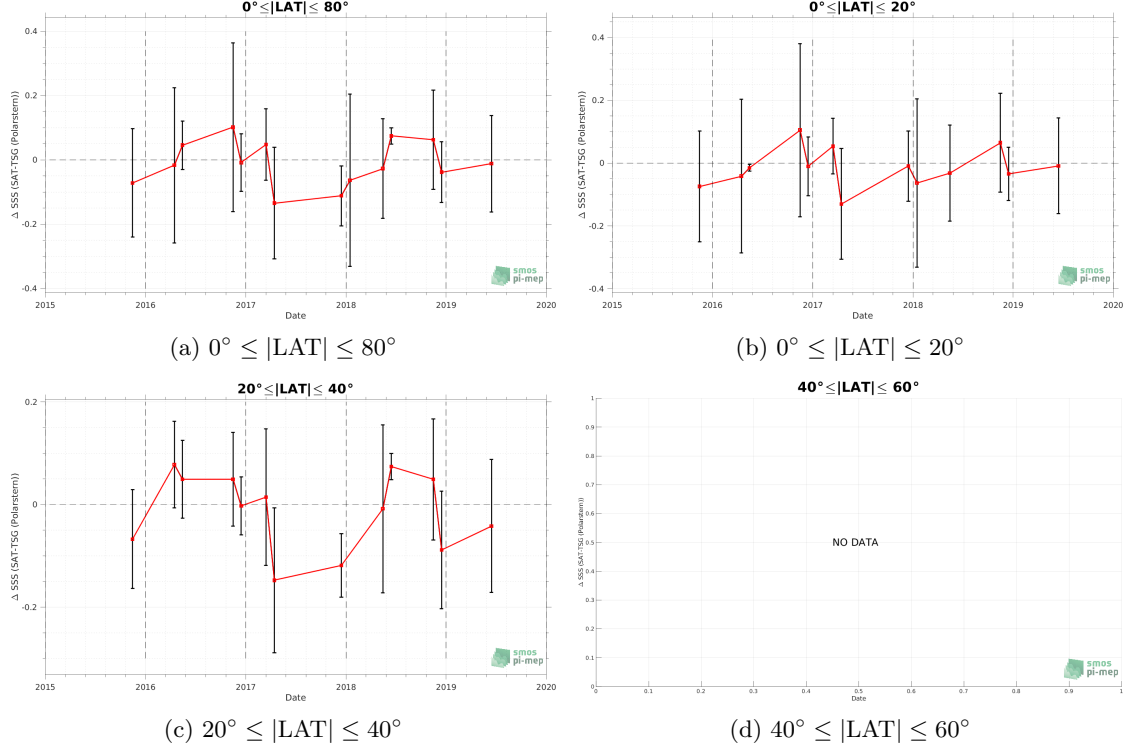 0°≤|LAT|≤ 80°
Δ SSS (SAT-TSG (Polarstern))
0.4
0.2
0
-0.2
-0.4
2015 2016 2017 2018 2019 2020
Date
smos
pi-mep
(a) 0° ≤ |LAT| ≤ 80°
0°≤|LAT|≤ 20°
Δ SSS (SAT-TSG (Polarstern))
0.4
0.2
0
-0.2
-0.4
2015 2016 2017 2018 2019 2020
Date
smos
pi-mep
(b) 0° ≤ |LAT| ≤ 20°
20°≤|LAT|≤ 40°
Δ SSS (SAT-TSG (Polarstern))
0.2
0
-0.2
2015 2016 2017 2018 2019 2020
Date
smos
pi-mep
(c) 20° ≤ |LAT| ≤ 40°
40°≤|LAT|≤ 60°
Δ SSS (SAT-TSG (Polarstern))
1
0.9
0.8
0.7
0.6
0.5
0.4
0.3
0.2
0.1
0
NO DATA
0 0.1 0.2 0.3 0.4 0.5 0.6 0.7 0.8 0.9 1
Date
smos
pi-mep
(d) 40° ≤ |LAT| ≤ 60°